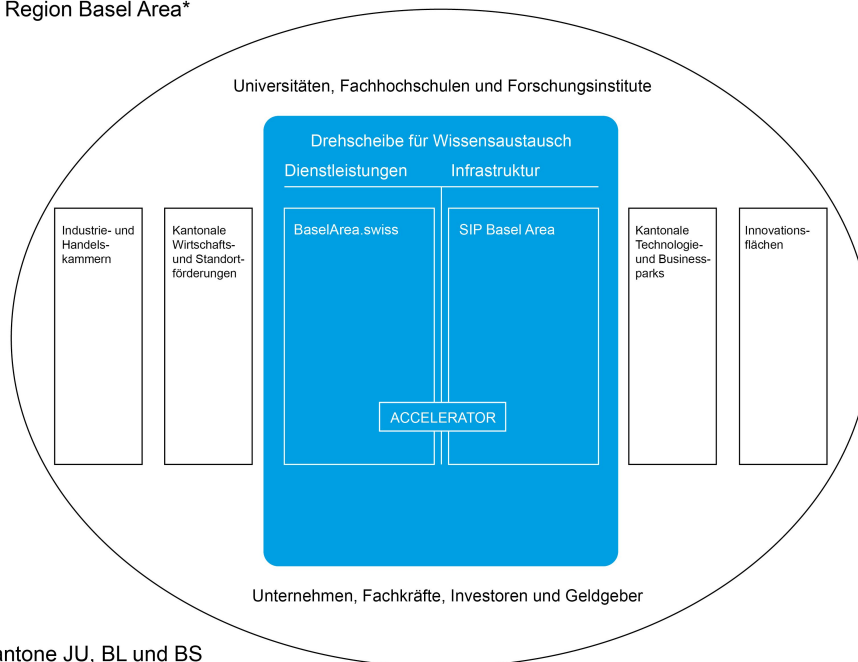 Region Basel Area*
Universitäten, Fachhochschulen und Forschungsinstitute
Drehscheibe für Wissensaustausch
Dienstleistungen
Infrastruktur
Industrie- und
Handels-
kammern
Kantonale
Wirtschafts-
und Standort-
förderungen
BaselArea.swiss
SIP Basel Area
Kantonale
Technologie-
und Business-
parks
Innovations-
flächen
ACCELERATOR
Unternehmen, Fachkräfte, Investoren und Geldgeber
antone JU, BL und BS